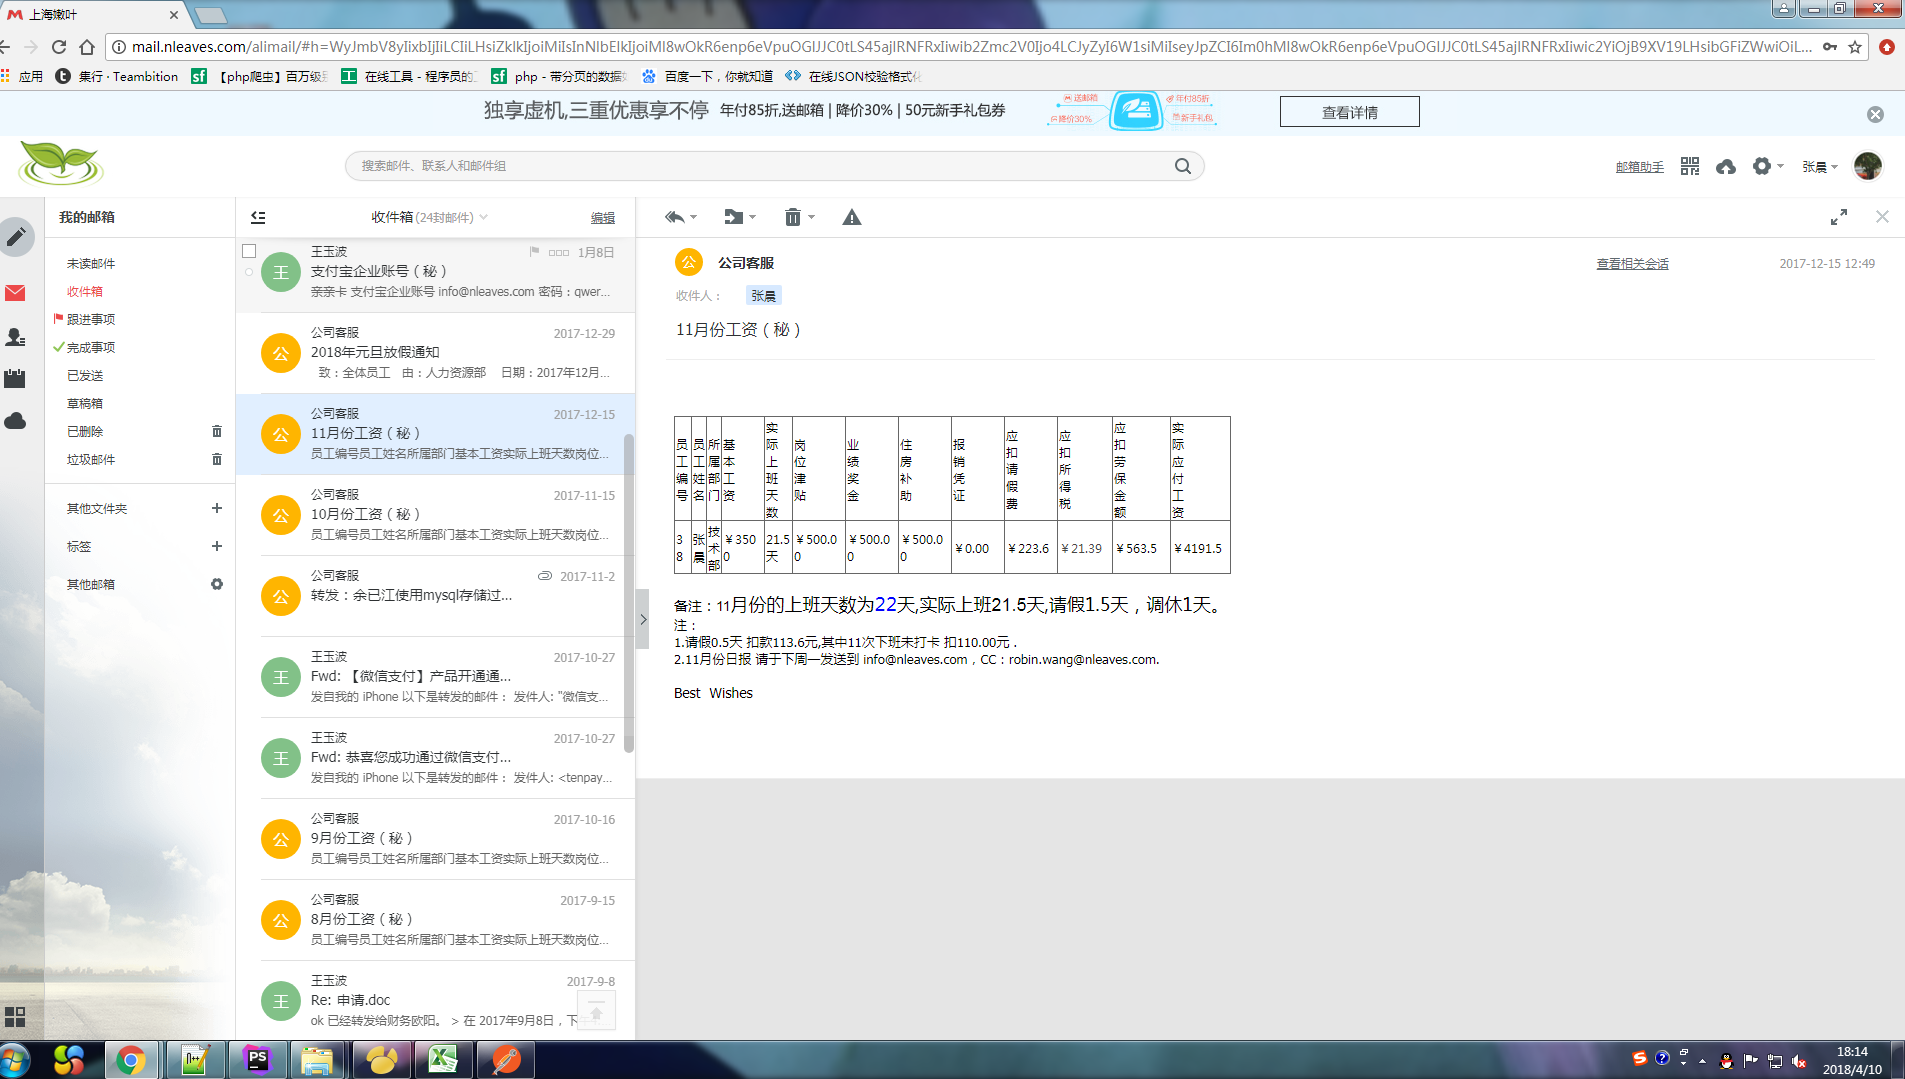 上海嫩叶
mail.nleaves.com/alimail/
应用 集行 · Teambition 【php爬虫】百万级 在线工具 - 程序员的工 php - 带分页的数据 百度一下，你就知道 在线JSON校验格式化
独享虚机,三重优惠享不停 年付85折,送邮箱 | 降价30% | 50元新手礼包券
送邮箱
年付85折
降价30%
新手礼包
查看详情
搜索邮件、联系人和邮件组
邮箱助手
张晨
我的邮箱
未读邮件
收件箱
跟进事项
完成事项
已发送
草稿箱
已删除
垃圾邮件
其他文件夹
标签
其他邮箱
收件箱(24封邮件)
编辑
王
王玉波 1月8日
支付宝企业账号（秘）
亲亲卡 支付宝企业账号 info@nleaves.com 密码：qwer...
公
公司客服 2017-12-29
2018年元旦放假通知
致：全体员工 由：人力资源部 日期：2017年12月...
公
公司客服 2017-12-15
11月份工资（秘）
员工编号员工姓名所属部门基本工资实际上班天数岗位...
公
公司客服 2017-11-15
10月份工资（秘）
员工编号员工姓名所属部门基本工资实际上班天数岗位...
公
公司客服 2017-11-2
转发：余已江使用mysql存储过...
王
王玉波 2017-10-27
Fwd: 【微信支付】产品开通通...
发自我的 iPhone 以下是转发的邮件： 发件人: "微信支...
王
王玉波 2017-10-27
Fwd: 恭喜您成功通过微信支付...
发自我的 iPhone 以下是转发的邮件： 发件人: <tenpay...
公
公司客服 2017-10-16
9月份工资（秘）
员工编号员工姓名所属部门基本工资实际上班天数岗位...
公
公司客服 2017-9-15
8月份工资（秘）
员工编号员工姓名所属部门基本工资实际上班天数岗位...
王
王玉波 2017-9-8
Re: 申请.doc
ok 已经转发给财务欧阳。 > 在 2017年9月8日，下
公
公司客服
查看相关会话
2017-12-15 12:49
收件人：
张晨
11月份工资（秘）
员工编号 员工姓名 所属部门 基本工资 实际上班天数 岗位津贴 业绩奖金 住房补助 报销凭证 应扣请假费 应扣所得税 应扣劳保金额 实际应付工资
38 张晨 技术部 ￥3500 21.5天 ￥500.00 ￥500.00 ￥500.00 ￥0.00 ￥223.6 ￥21.39 ￥563.5 ￥4191.5
备注：11月份的上班天数为22天,实际上班21.5天,请假1.5天，调休1天。
注：
1.请假0.5天 扣款113.6元,其中11次下班未打卡 扣110.00元 .
2.11月份日报 请于下周一发送到 info@nleaves.com，CC：robin.wang@nleaves.com.
Best Wishes
PS
18:14
2018/4/10